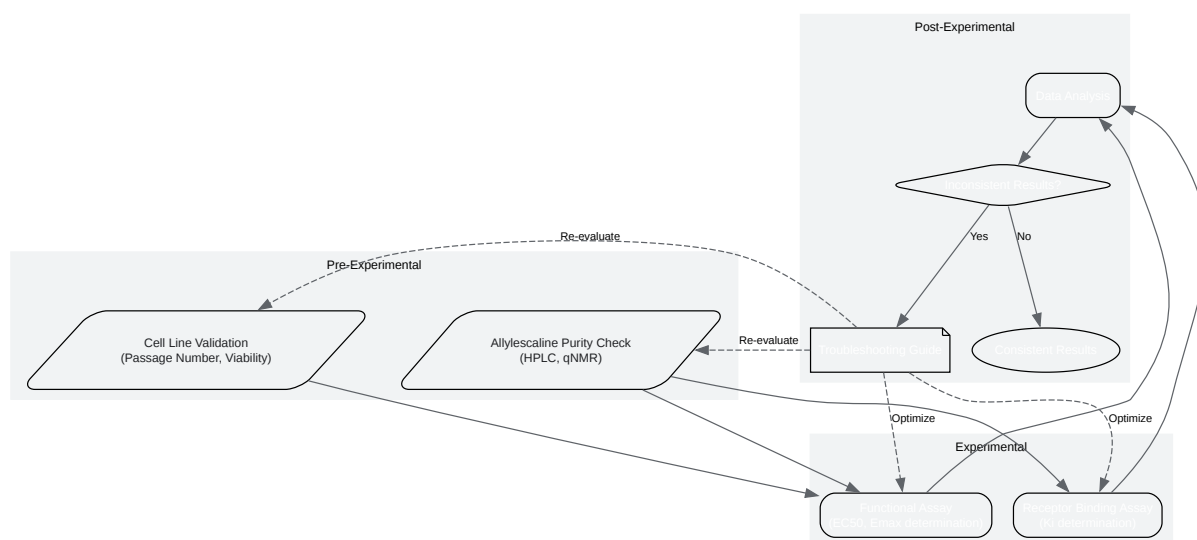 Post-Experimental
Data Analysis
Inconsistent Results?
Yes
No
Re-evaluate
Pre-Experimental
Cell Line Validation
(Passage Number, Viability)
Allylescaline Purity Check
(HPLC, qNMR)
Re-evaluate
Troubleshooting Guide
Consistent Results
Optimize
Optimize
Experimental
Functional Assay
(EC50, Emax determination)
Receptor Binding Assay
(Ki determination)